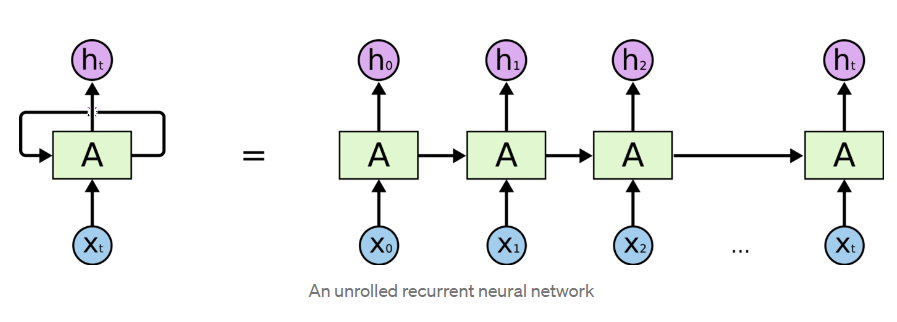 ht h0 h1 h2 ht
A = A A A A
xt x0 x1 x2 ... xt
An unrolled recurrent neural network